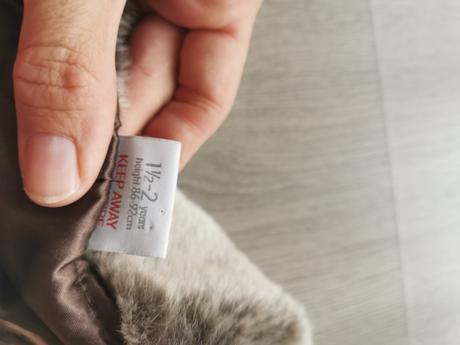 1½-2 years
height 86-92cm
KEEP AWAY